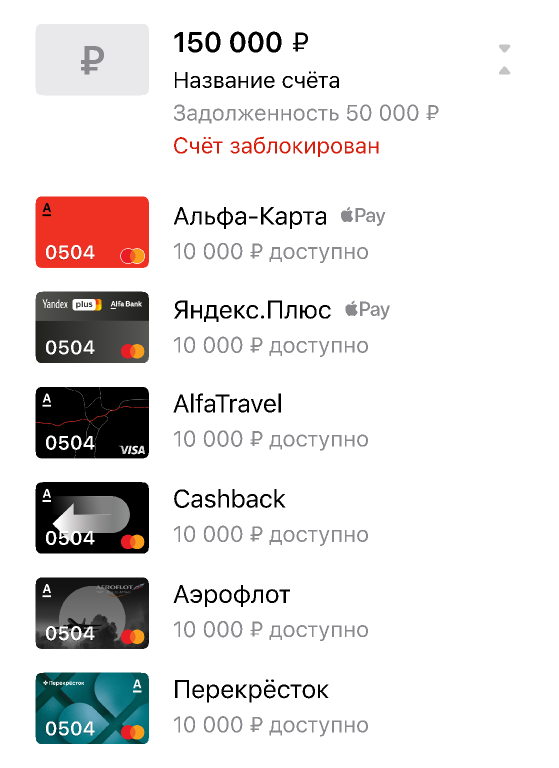 ₽
150 000 ₽
Название счёта
Задолженность 50 000 ₽
Счёт заблокирован
A
0504
Альфа-Карта Pay
10 000 ₽ доступно
Yandex plus Alfa Bank
0504
Яндекс.Плюс Pay
10 000 ₽ доступно
A
0504
VISA
AlfaTravel
10 000 ₽ доступно
A
0504
Cashback
10 000 ₽ доступно
A
AEROFLOT
0504
Аэрофлот
10 000 ₽ доступно
Перекрёсток A
0504
Перекрёсток
10 000 ₽ доступно